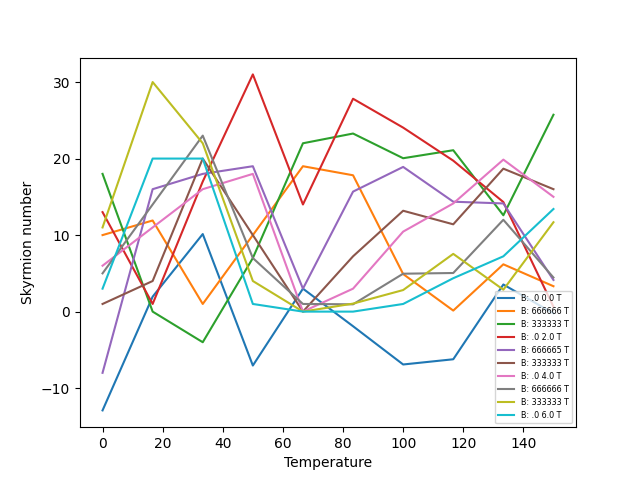 30
20
10
0
−10
Skyrmion number
0
20
40
60
80
100
120
140
Temperature
B: .0 0.0 T
B: 666666 T
B: 333333 T
B: .0 2.0 T
B: 666665 T
B: 333333 T
B: .0 4.0 T
B: 666666 T
B: 333333 T
B: .0 6.0 T